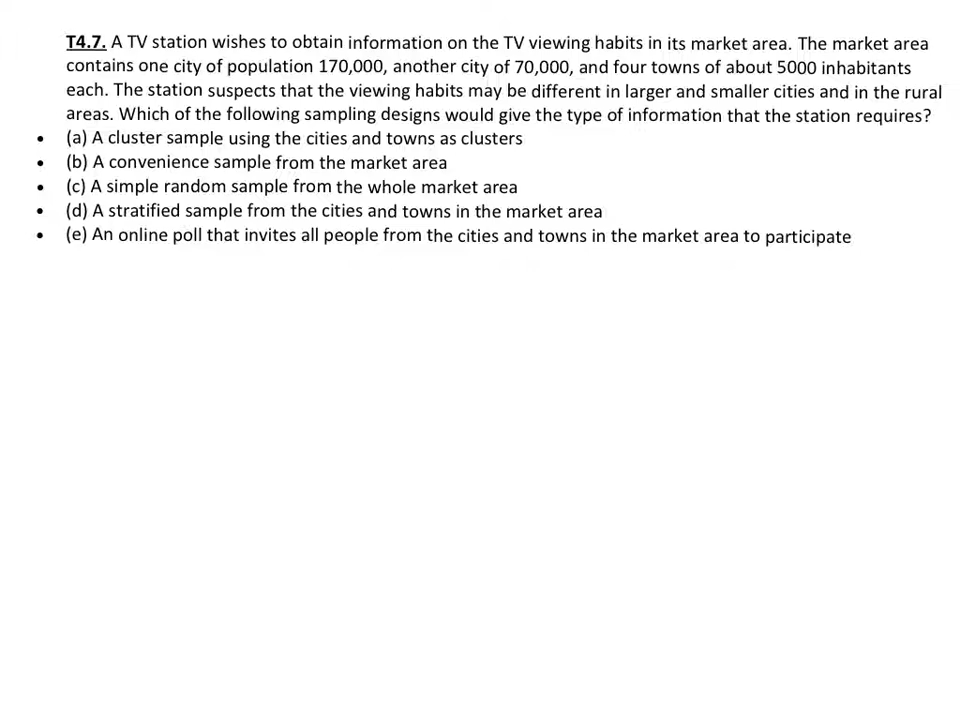 T4.7. A TV station wishes to obtain information on the TV viewing habits in its market area. The market area
contains one city of population 170,000, another city of 70,000, and four towns of about 5000 inhabitants
each. The station suspects that the viewing habits may be different in larger and smaller cities and in the rural
areas. Which of the following sampling designs would give the type of information that the station requires?
• (a) A cluster sample using the cities and towns as clusters
• (b) A convenience sample from the market area
• (c) A simple random sample from the whole market area
• (d) A stratified sample from the cities and towns in the market area
• (e) An online poll that invites all people from the cities and towns in the market area to participate